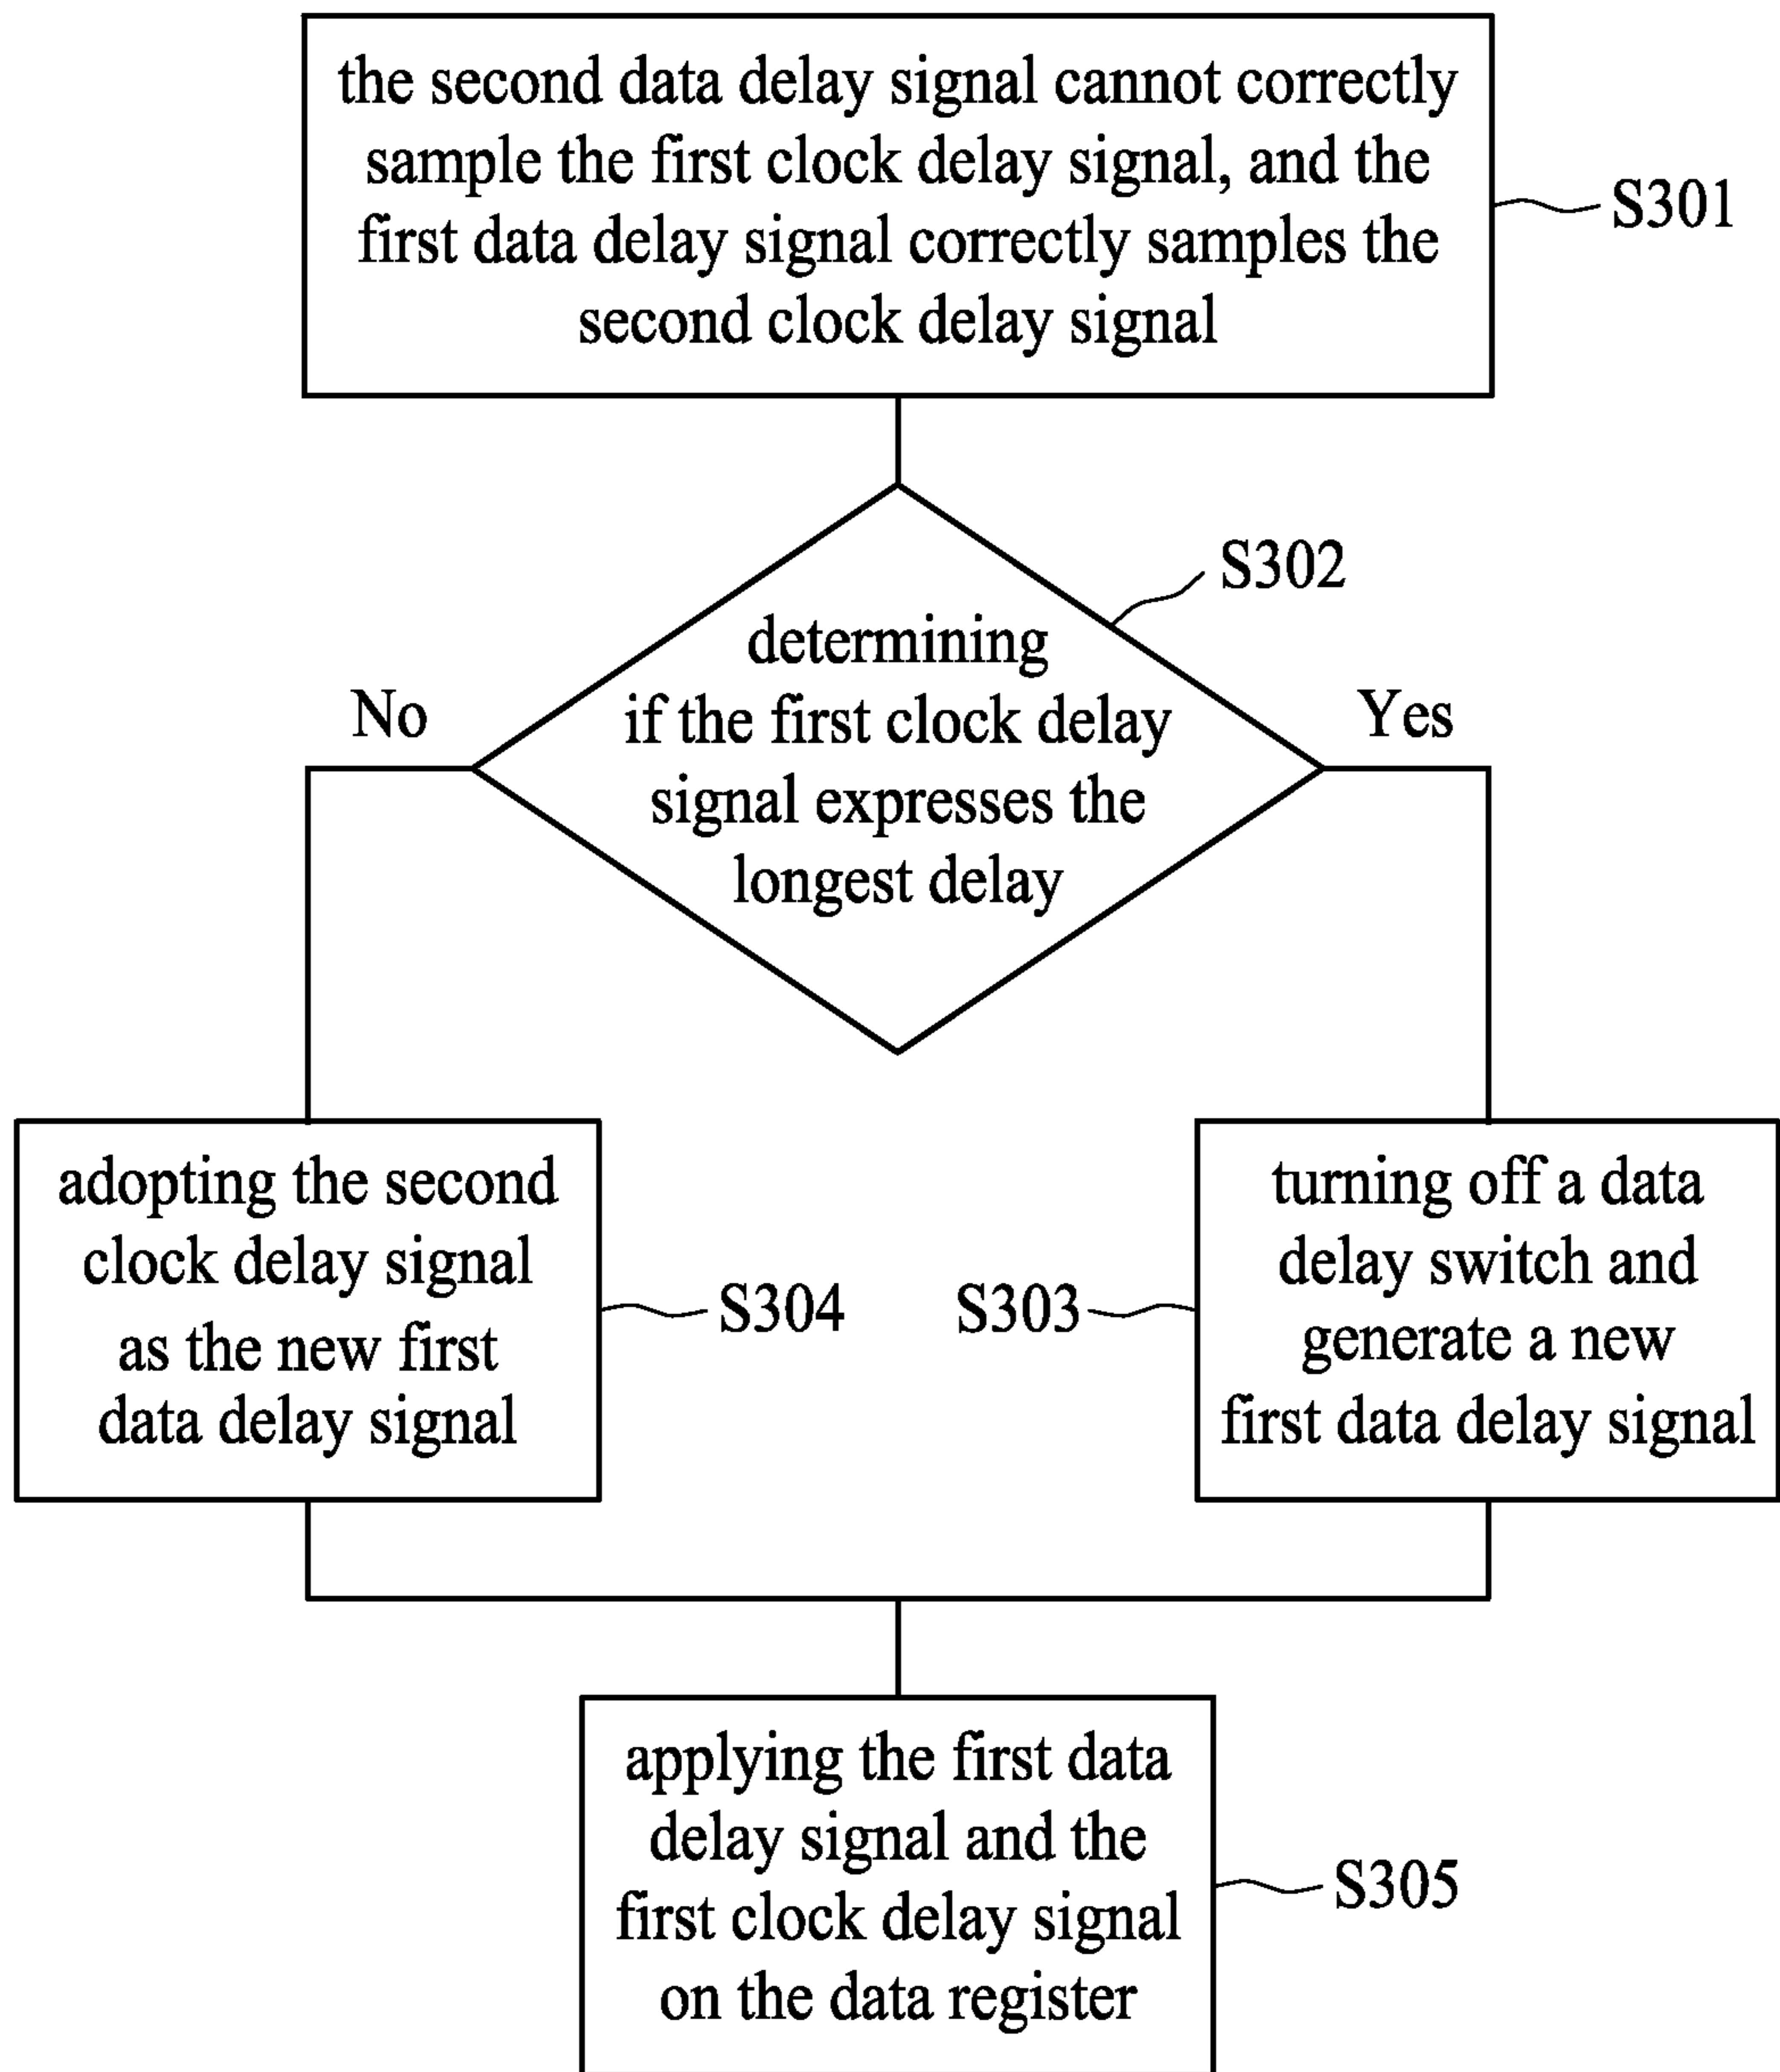 the second data delay signal cannot correctly
sample the first clock delay signal, and the
first data delay signal correctly samples the
second clock delay signal
S301
S302
determining
if the first clock delay
signal expresses the
longest delay
No
Yes
adopting the second
clock delay signal
as the new first
data delay signal
S304
S303
turning off a data
delay switch and
generate a new
first data delay signal
applying the first data
delay signal and the
first clock delay signal
on the data register
S305